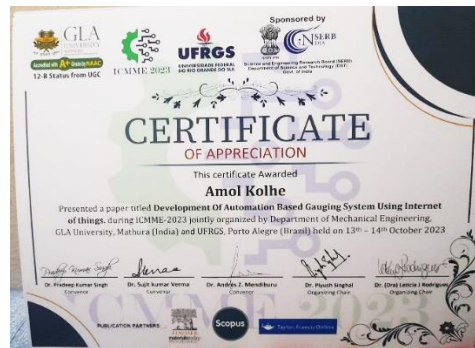 Sponsored by
GLA
UNIVERSITY
Accredited with A+ Grade by NAAC
12-B Status from UGC
ICMME 2023
UFRGS
UNIVERSIDADE FEDERAL
DO RIO GRANDE DO SUL
SERB
INDIA
Science and Engineering Research Board (SERB)
Department of Science and Technology (DST)
Govt. of India
CERTIFICATE
OF APPRECIATION
This certificate Awarded
Amol Kolhe
Presented a paper titled Development Of Automation Based Gauging System Using Internet
of things. during ICMME-2023 jointly organized by Department of Mechanical Engineering,
GLA University, Mathura (India) and UFRGS, Porto Alegre (Brazil) held on 13th - 14th October 2023
Dr. Pradeep Kumar Singh
Convenor
Dr. Sujit Kumar Verma
Convenor
Dr. Andrés Z. Mendiburu
Convenor
Dr. Piyush Singhal
Organizing Chair
Dr. (Dra) Leticia J Rodrigues
Organizing Chair
PUBLICATION PARTNERS
ELSEVIER
materialstoday
Scopus
Taylor & Francis Online